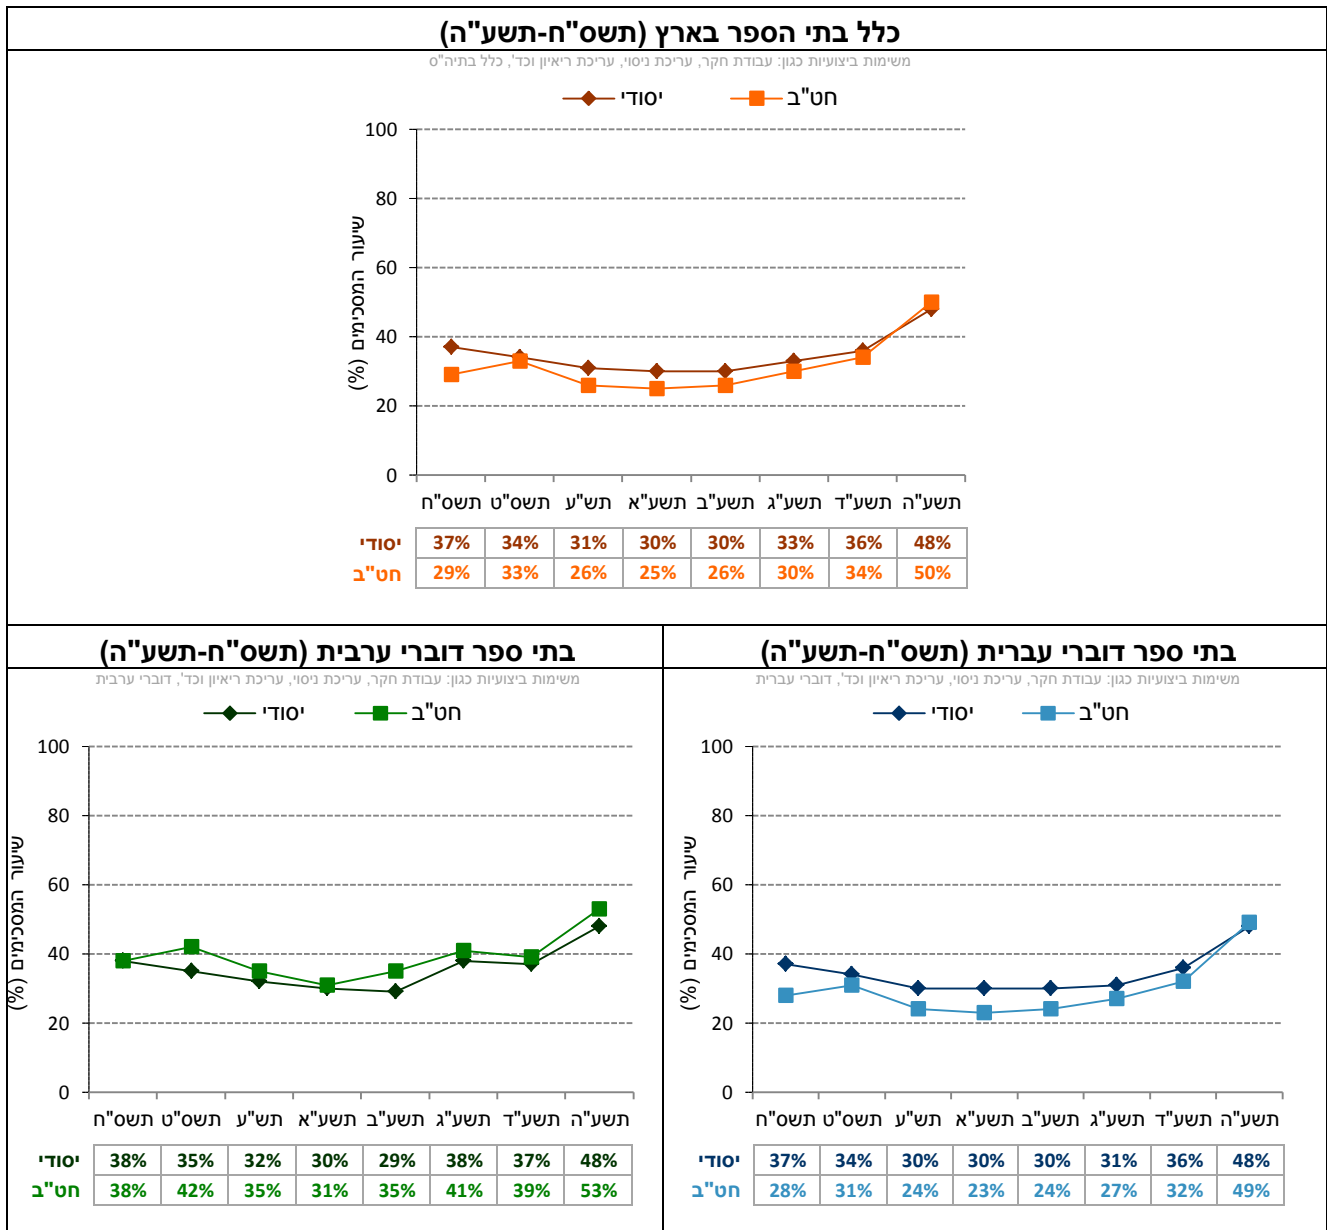 כלל בתי הספר בארץ (תשס"ח-תשע"ה)
משימות ביצועיות כגון: עבודת חקר, עריכת ניסוי, עריכת ריאיון וכד', כלל בתיה"ס
יסודי חט"ב
שיעור המסכימים (%)
100
80
60
40
20
0
תשס"ח תשס"ט תש"ע תשע"א תשע"ב תשע"ג תשע"ד תשע"ה
יסודי 37% 34% 31% 30% 30% 33% 36% 48%
חט"ב 29% 33% 26% 25% 26% 30% 34% 50%
בתי ספר דוברי עברית (תשס"ח-תשע"ה)
משימות ביצועיות כגון: עבודת חקר, עריכת ניסוי, עריכת ריאיון וכד', דוברי עברית
יסודי חט"ב
שיעור המסכימים (%)
100
80
60
40
20
0
תשס"ח תשס"ט תש"ע תשע"א תשע"ב תשע"ג תשע"ד תשע"ה
יסודי 37% 34% 30% 30% 30% 31% 36% 48%
חט"ב 28% 31% 24% 23% 24% 27% 32% 49%
בתי ספר דוברי ערבית (תשס"ח-תשע"ה)
משימות ביצועיות כגון: עבודת חקר, עריכת ניסוי, עריכת ריאיון וכד', דוברי ערבית
יסודי חט"ב
שיעור המסכימים (%)
100
80
60
40
20
0
תשס"ח תשס"ט תש"ע תשע"א תשע"ב תשע"ג תשע"ד תשע"ה
יסודי 38% 35% 32% 30% 29% 38% 37% 48%
חט"ב 38% 42% 35% 31% 35% 41% 39% 53%